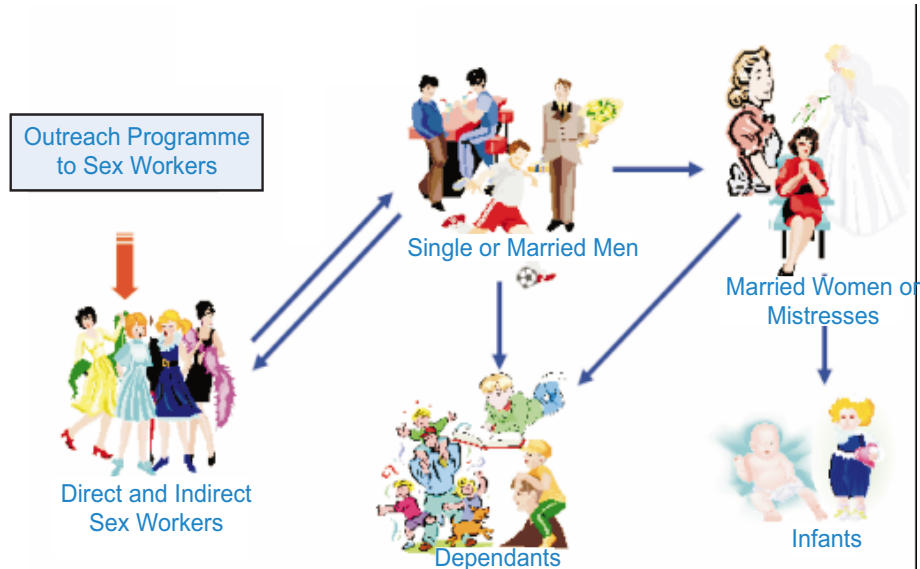 Outreach Programme
to Sex Workers
Single or Married Men
Married Women or
Mistresses
Direct and Indirect
Sex Workers
Dependants
Infants